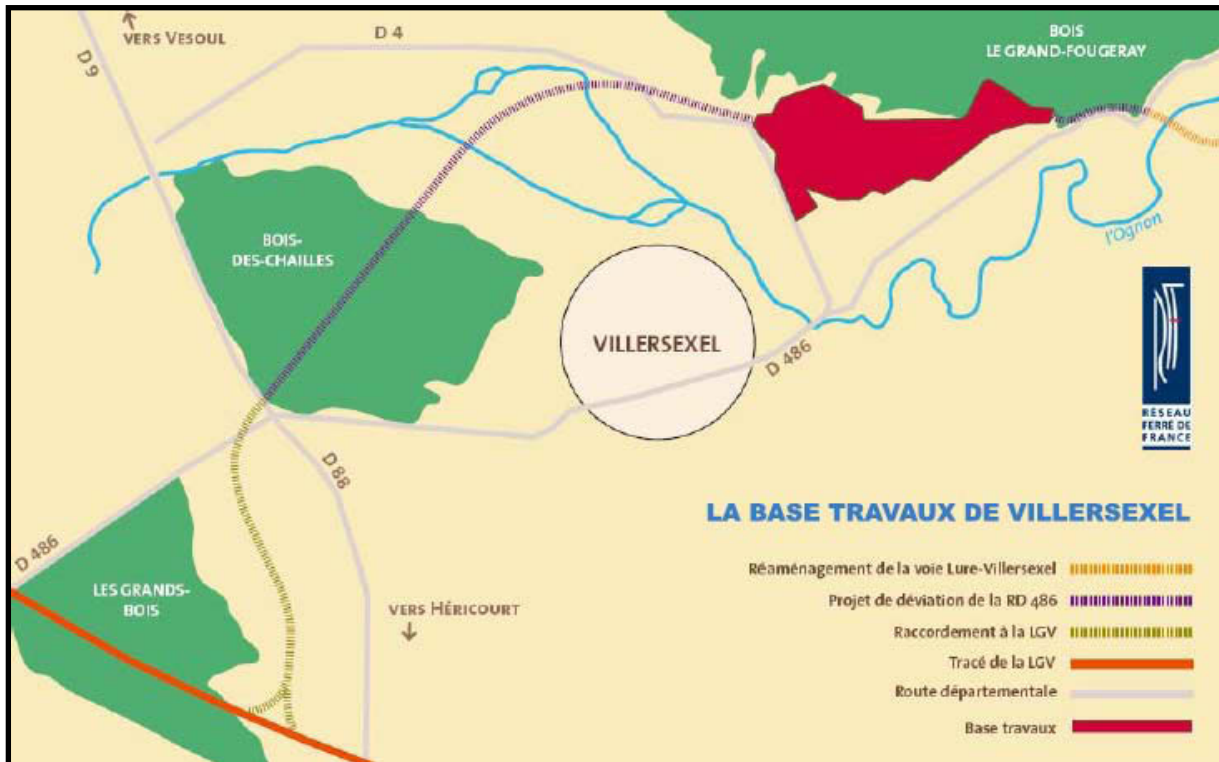 VERS VESOUL
D 4
D 9
BOIS
LE GRAND-FOUGERAY
BOIS-
DES-CHAILLES
l'Ognon
VILLERSEXEL
D 486
RÉSEAU
FERRÉ DE
FRANCE
D 88
D 486
LES GRANDS-
BOIS
VERS HÉRICOURT
LA BASE TRAVAUX DE VILLERSEXEL
Réaménagement de la voie Lure-Villersexel
Projet de déviation de la RD 486
Raccordement à la LGV
Tracé de la LGV
Route départementale
Base travaux